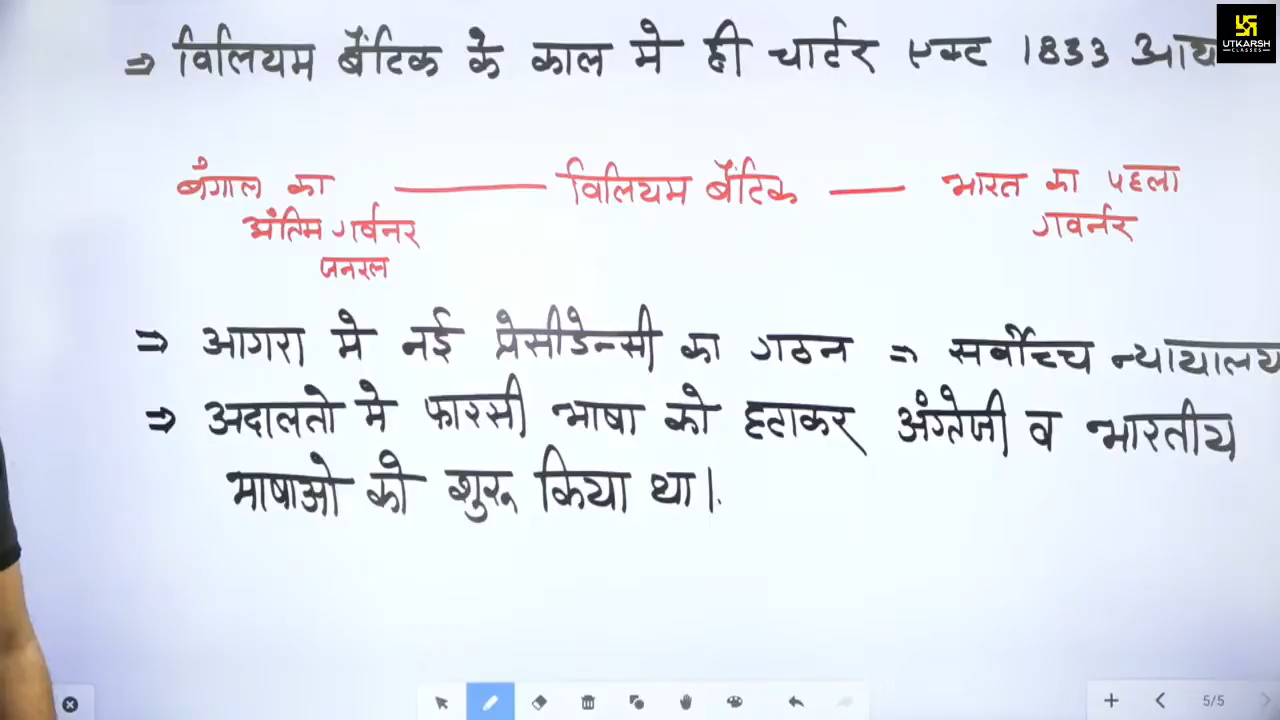 UTKARSH
CLASSES
⇒ विलियम बैंटिक के काल मे ही चार्टर एक्ट 1833 आया
बंगाल का —— विलियम बैंटिक — भारत का पहला
अंतिम गर्वनर गवर्नर
जनरल
⇒ आगरा मे नई प्रेसीडेन्सी का गठन ⇒ सर्वोच्च न्यायालय
⇒ अदालतो मे फारसी भाषा को हटाकर अंग्रेजी व भारतीय
भाषाओ को शुरू किया था।
5/5